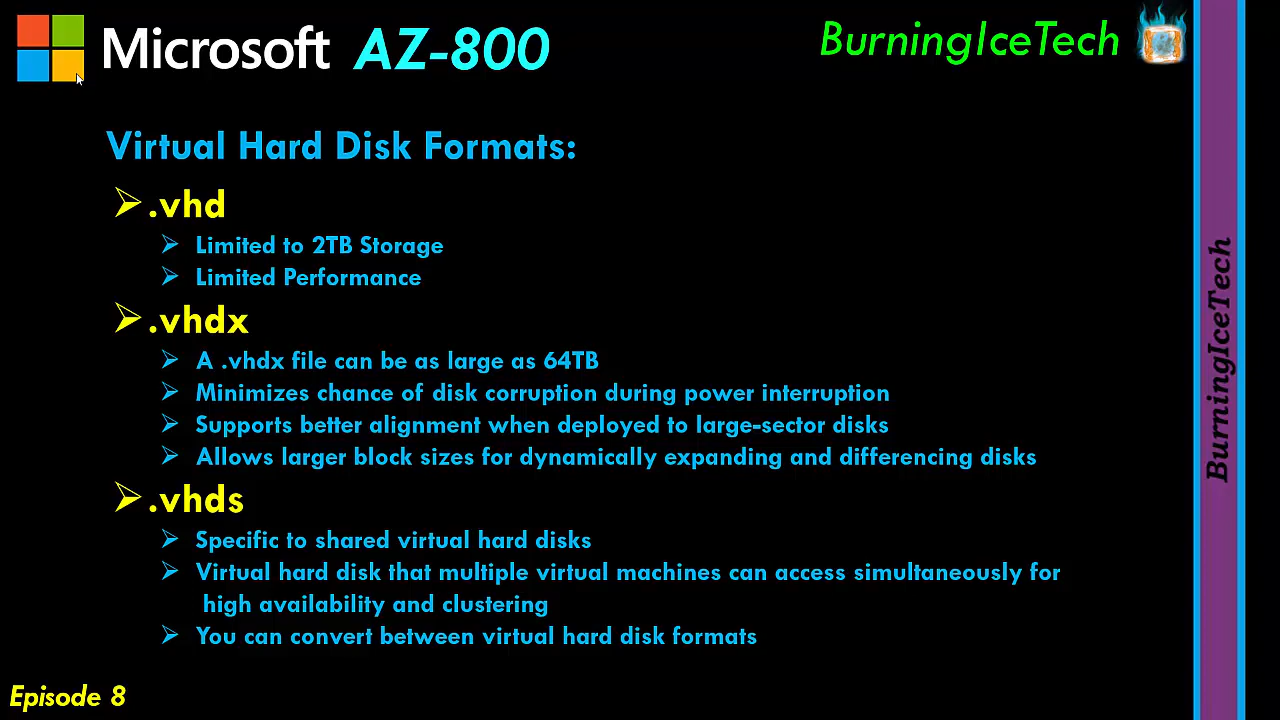 Microsoft AZ-800
BurningIceTech
Virtual Hard Disk Formats:
.vhd
Limited to 2TB Storage
Limited Performance
.vhdx
A .vhdx file can be as large as 64TB
Minimizes chance of disk corruption during power interruption
Supports better alignment when deployed to large-sector disks
Allows larger block sizes for dynamically expanding and differencing disks
.vhds
Specific to shared virtual hard disks
Virtual hard disk that multiple virtual machines can access simultaneously for
high availability and clustering
You can convert between virtual hard disk formats
Episode 8
BurningIceTech